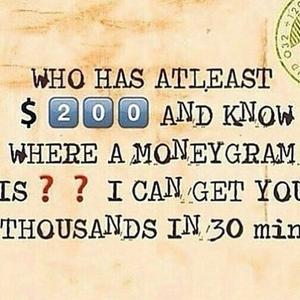 WHO HAS ATLEAST
$ 200 AND KNOW
WHERE A MONEYGRAM
IS❓❓ I CAN GET YOU
THOUSANDS IN 30 min